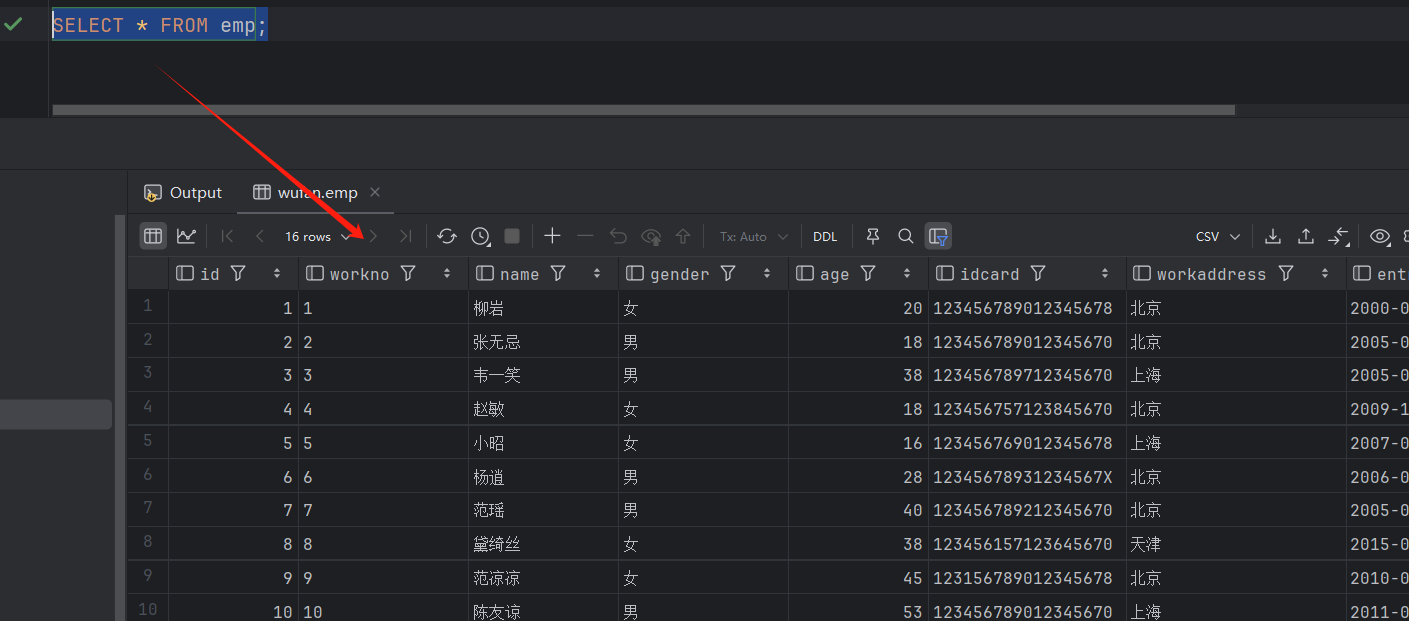 SELECT * FROM emp;
Output wufan.emp
16 rows Tx: Auto DDL CSV
id workno name gender age idcard workaddress ent
1 1 1 柳岩 女 20 123456789012345678 北京 2000-0
2 2 2 张无忌 男 18 123456789012345670 北京 2005-0
3 3 3 韦一笑 男 38 123456789712345670 上海 2005-0
4 4 4 赵敏 女 18 123456757123845670 北京 2009-1
5 5 5 小昭 女 16 123456769012345678 上海 2007-0
6 6 6 杨逍 男 28 12345678931234567X 北京 2006-0
7 7 7 范瑶 男 40 123456789212345670 北京 2005-0
8 8 8 黛绮丝 女 38 123456157123645670 天津 2015-0
9 9 9 范凉凉 女 45 123156789012345678 北京 2010-0
10 10 10 陈友谅 男 53 123456789012345670 上海 2011-0